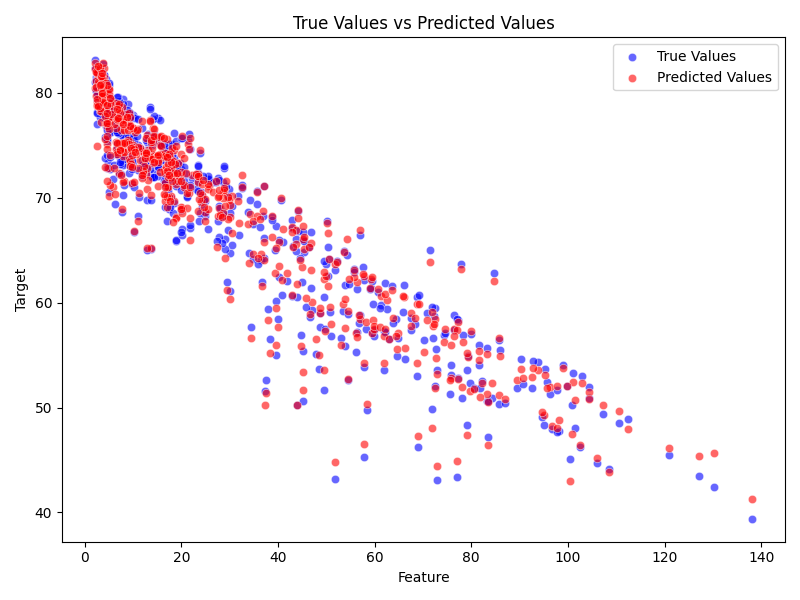 True Values vs Predicted Values
True Values
Predicted Values
80
70
60
50
40
Target
0 20 40 60 80 100 120 140
Feature